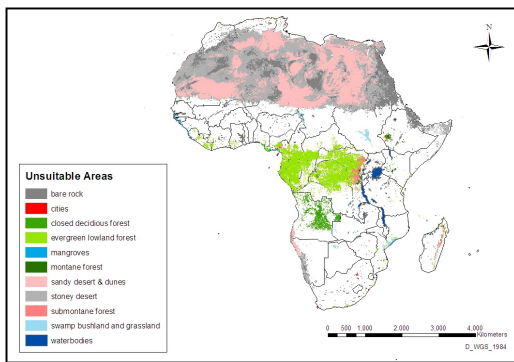 N
Unsuitable Areas
bare rock
cities
closed decidious forest
evergreen lowland forest
mangroves
montane forest
sandy desert & dunes
stoney desert
submontane forest
swamp bushland and grassland
waterbodies
0 500 1.000 2.000 3.000 4.000
Kilometers
D_WGS_1984